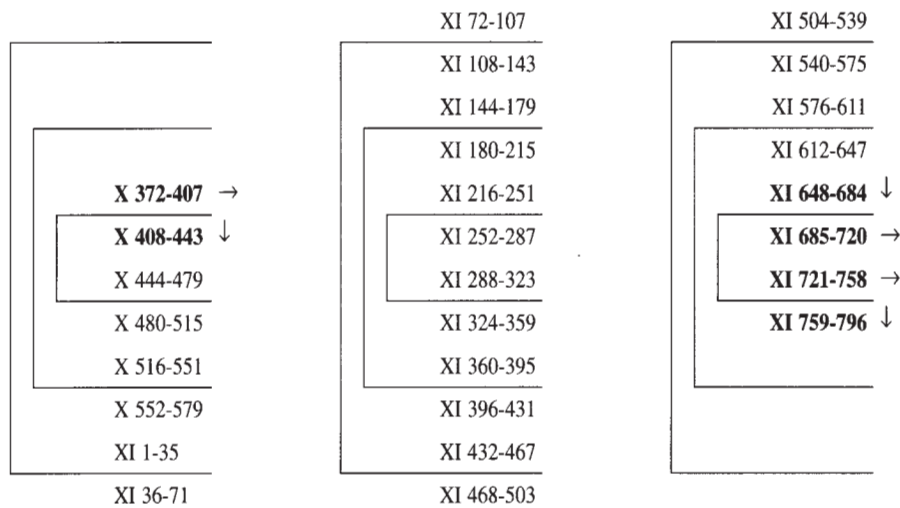 X 372-407 →
X 408-443 ↓
X 444-479
X 480-515
X 516-551
X 552-579
XI 1-35
XI 36-71
XI 72-107
XI 108-143
XI 144-179
XI 180-215
XI 216-251
XI 252-287
XI 288-323
XI 324-359
XI 360-395
XI 396-431
XI 432-467
XI 468-503
XI 504-539
XI 540-575
XI 576-611
XI 612-647
XI 648-684 ↓
XI 685-720 →
XI 721-758 →
XI 759-796 ↓